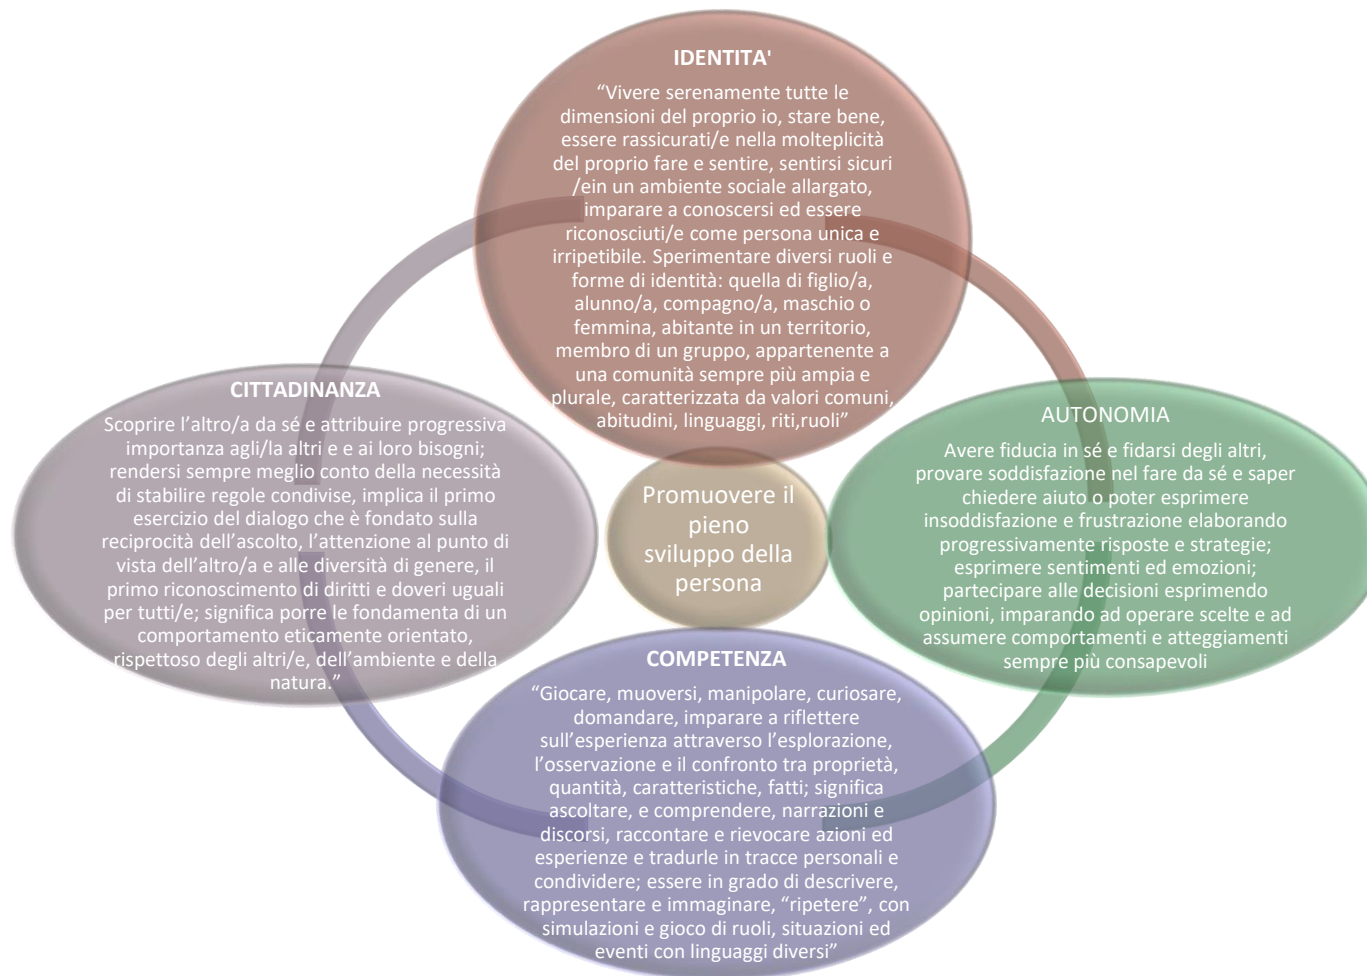 IDENTITA'
“Vivere serenamente tutte le
dimensioni del proprio io, stare bene,
essere rassicurati/e nella molteplicità
del proprio fare e sentire, sentirsi sicuri
/ein un ambiente sociale allargato,
imparare a conoscersi ed essere
riconosciuti/e come persona unica e
irripetibile. Sperimentare diversi ruoli e
forme di identità: quella di figlio/a,
alunno/a, compagno/a, maschio o
femmina, abitante in un territorio,
membro di un gruppo, appartenente a
una comunità sempre più ampia e
plurale, caratterizzata da valori comuni,
abitudini, linguaggi, riti,ruoli”
CITTADINANZA
Scoprire l’altro/a da sé e attribuire progressiva
importanza agli/la altri e e ai loro bisogni;
rendersi sempre meglio conto della necessità
di stabilire regole condivise, implica il primo
esercizio del dialogo che è fondato sulla
reciprocità dell’ascolto, l’attenzione al punto di
vista dell’altro/a e alle diversità di genere, il
primo riconoscimento di diritti e doveri uguali
per tutti/e; significa porre le fondamenta di un
comportamento eticamente orientato,
rispettoso degli altri/e, dell’ambiente e della
natura.”
Promuovere il
pieno
sviluppo della
persona
AUTONOMIA
Avere fiducia in sé e fidarsi degli altri,
provare soddisfazione nel fare da sé e saper
chiedere aiuto o poter esprimere
insoddisfazione e frustrazione elaborando
progressivamente risposte e strategie;
esprimere sentimenti ed emozioni;
partecipare alle decisioni esprimendo
opinioni, imparando ad operare scelte e ad
assumere comportamenti e atteggiamenti
sempre più consapevoli
COMPETENZA
“Giocare, muoversi, manipolare, curiosare,
domandare, imparare a riflettere
sull’esperienza attraverso l’esplorazione,
l’osservazione e il confronto tra proprietà,
quantità, caratteristiche, fatti; significa
ascoltare, e comprendere, narrazioni e
discorsi, raccontare e rievocare azioni ed
esperienze e tradurle in tracce personali e
condividere; essere in grado di descrivere,
rappresentare e immaginare, “ripetere”, con
simulazioni e gioco di ruoli, situazioni ed
eventi con linguaggi diversi”